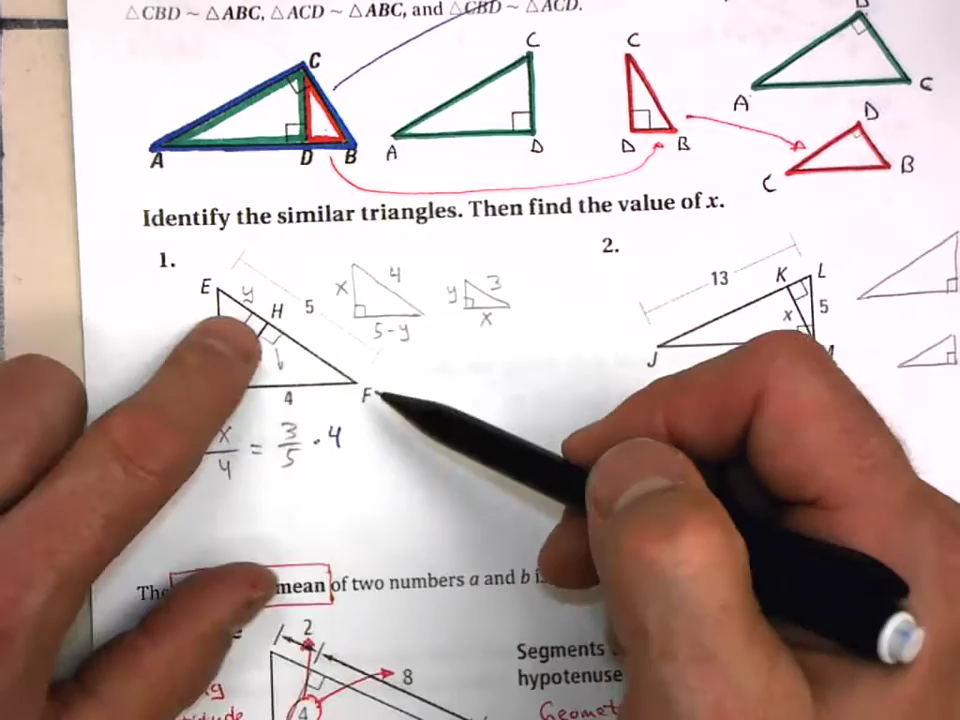 △CBD ~ △ABC, △ACD ~ △ABC, and △CBD ~ △ACD.
C
A D B
C
A D
C
D B
A C
D
C B
Identify the similar triangles. Then find the value of x.
1.
E y H 5
4 F
x 4
5-y
y 3
x
x/4 = 3/5 · 4
2.
13 K L
x 5
J
The mean of two numbers a and b
2
8
4
Segments
hypotenuse
Geomet